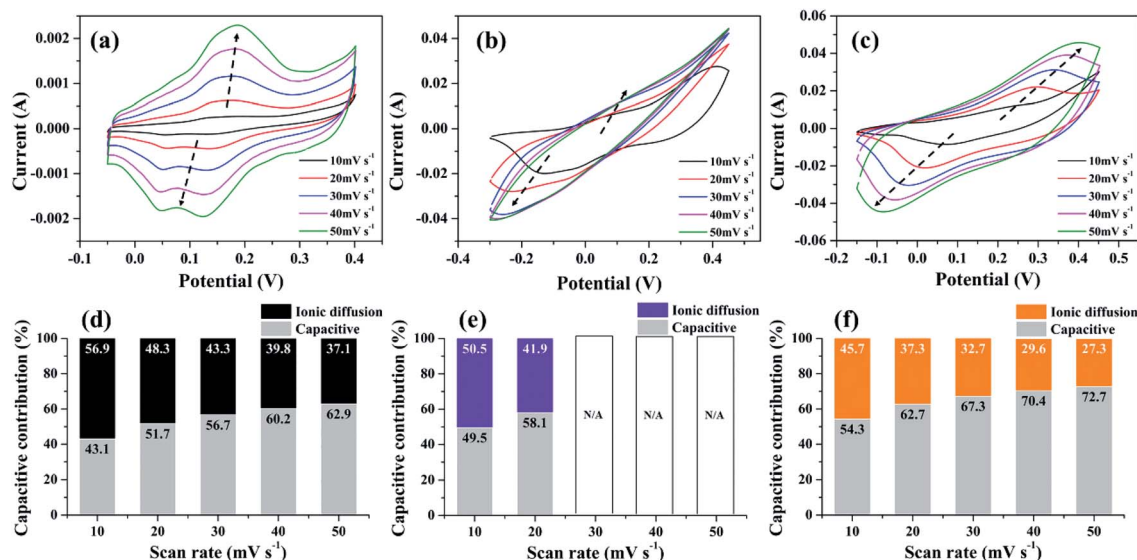 (a)
Current (A)
0.002
0.001
0.000
-0.001
-0.002
10mV s⁻¹
20mV s⁻¹
30mV s⁻¹
40mV s⁻¹
50mV s⁻¹
-0.1 0.0 0.1 0.2 0.3 0.4 0.5
Potential (V)
(b)
Current (A)
0.04
0.02
0.00
-0.02
-0.04
10mV s⁻¹
20mV s⁻¹
30mV s⁻¹
40mV s⁻¹
50mV s⁻¹
-0.4 -0.2 0.0 0.2 0.4
Potential (V)
(c)
Current (A)
0.06
0.04
0.02
0.00
-0.02
-0.04
-0.06
10mV s⁻¹
20mV s⁻¹
30mV s⁻¹
40mV s⁻¹
50mV s⁻¹
-0.2 -0.1 0.0 0.1 0.2 0.3 0.4 0.5
Potential (V)
(d)
Ionic diffusion
Capacitive
Capacitive contribution (%)
100
80
60
40
20
0
56.9 48.3 43.3 39.8 37.1
43.1 51.7 56.7 60.2 62.9
10 20 30 40 50
Scan rate (mV s⁻¹)
(e)
Ionic diffusion
Capacitive
Capacitive contribution (%)
100
80
60
40
20
0
50.5 41.9
49.5 58.1
N/A N/A N/A
10 20 30 40 50
Scan rate (mV s⁻¹)
(f)
Ionic diffusion
Capacitive
Capacitive contribution (%)
100
80
60
40
20
0
45.7 37.3 32.7 29.6 27.3
54.3 62.7 67.3 70.4 72.7
10 20 30 40 50
Scan rate (mV s⁻¹)